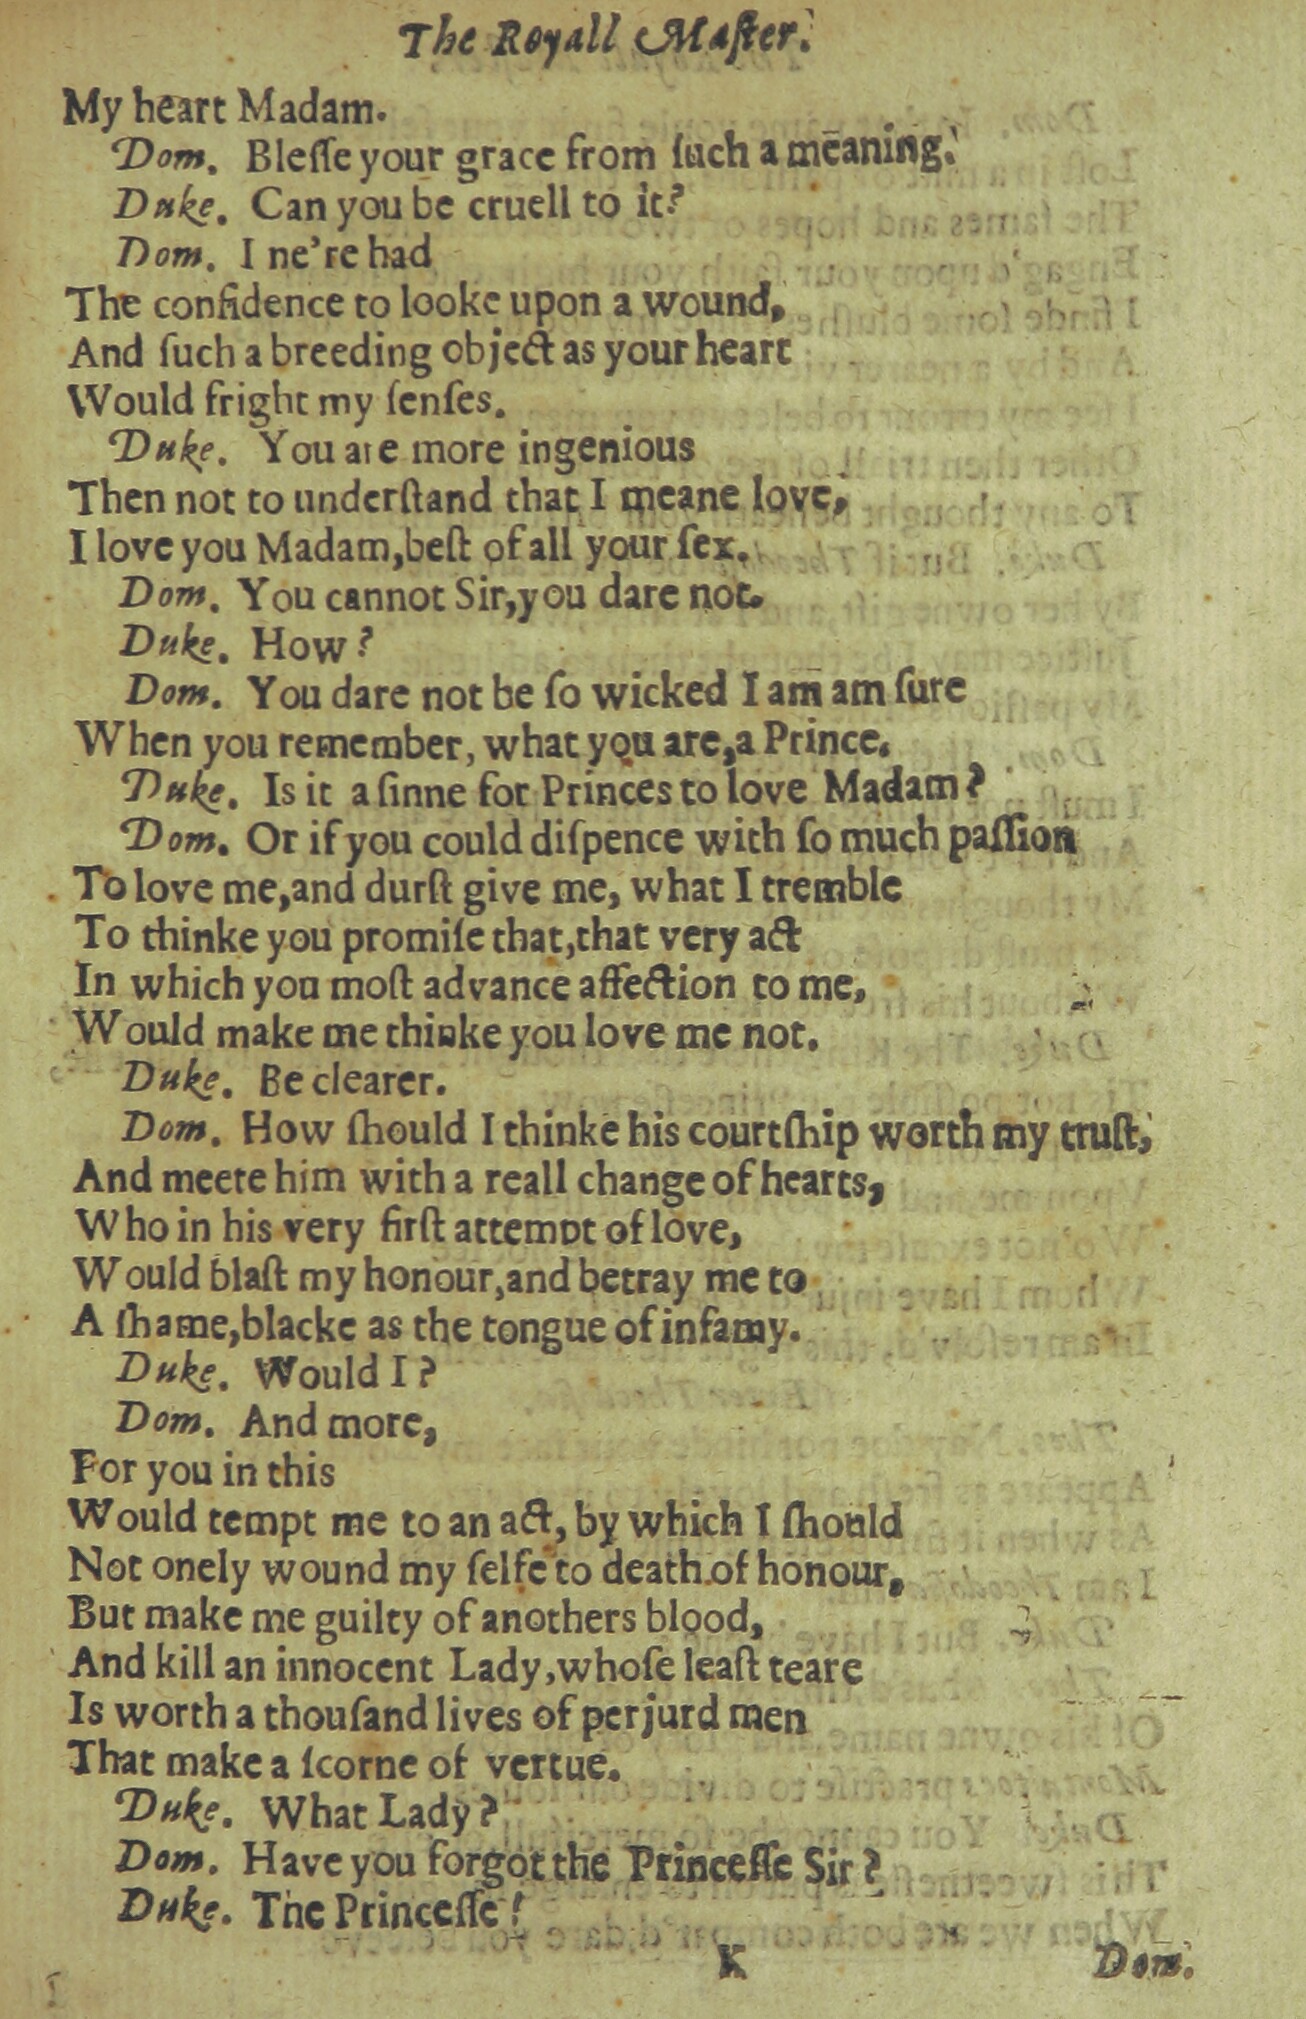 The Royall Master.
My heart Madam.
Dom. Blesse your grace from ſuch a meaning.
Duke. Can you be cruell to it?
Dom. I ne're had
The confidence to looke upon a wound,
And ſuch a breeding object as your heart
Would fright my ſenſes.
Duke. You are more ingenious
Then not to underſtand that I meane love,
I love you Madam,beſt of all your ſex.
Dom. You cannot Sir,you dare not.
Duke. How?
Dom. You dare not be ſo wicked I am am ſure
When you remember, what you are,a Prince.
Duke. Is it a ſinne for Princes to love Madam?
Dom. Or if you could diſpence with ſo much paſſion
To love me,and durſt give me, what I tremble
To thinke you promiſe that,that very act
In which you moſt advance affection to me,
Would make me thinke you love me not.
Duke. Be clearer.
Dom. How ſhould I thinke his courtſhip worth my truſt,
And meete him with a reall change of hearts,
Who in his very firſt attempt of love,
Would blaſt my honour,and betray me to
A ſhame,blacke as the tongue of infamy.
Duke. Would I?
Dom. And more,
For you in this
Would tempt me to an act, by which I ſhould
Not onely wound my ſelfe to death.of honour,
But make me guilty of anothers blood,
And kill an innocent Lady,whoſe leaſt teare
Is worth a thouſand lives of perjurd men
That make a ſcorne of vertue.
Duke. What Lady?
Dom. Have you forgot the Princeſſe Sir?
Duke. The Princeſſe!
K
Dom.